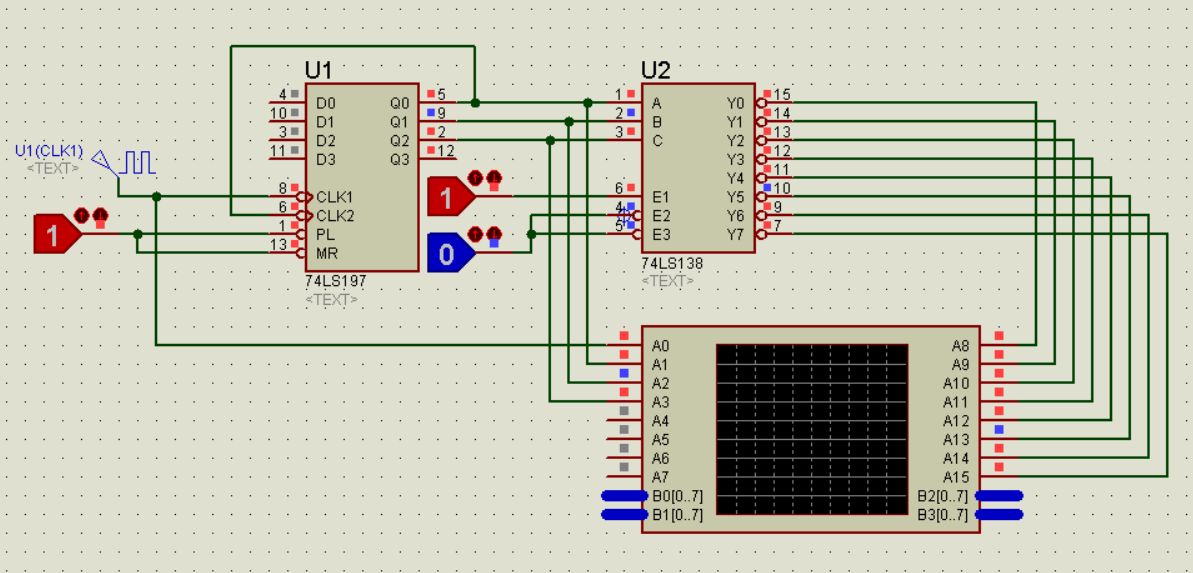 U1
4 D0 Q0 5
10 D1 Q1 9
3 D2 Q2 2
11 D3 Q3 12
8 CLK1
6 CLK2
1 PL
13 MR
74LS197
<TEXT>
U1(CLK1)
<TEXT>
1
1
0
U2
1 A Y0 15
2 B Y1 14
3 C Y2 13
Y3 12
Y4 11
6 E1 Y5 10
4 E2 Y6 9
5 E3 Y7 7
74LS138
<TEXT>
A0 A8
A1 A9
A2 A10
A3 A11
A4 A12
A5 A13
A6 A14
A7 A15
B0[0..7] B2[0..7]
B1[0..7] B3[0..7]